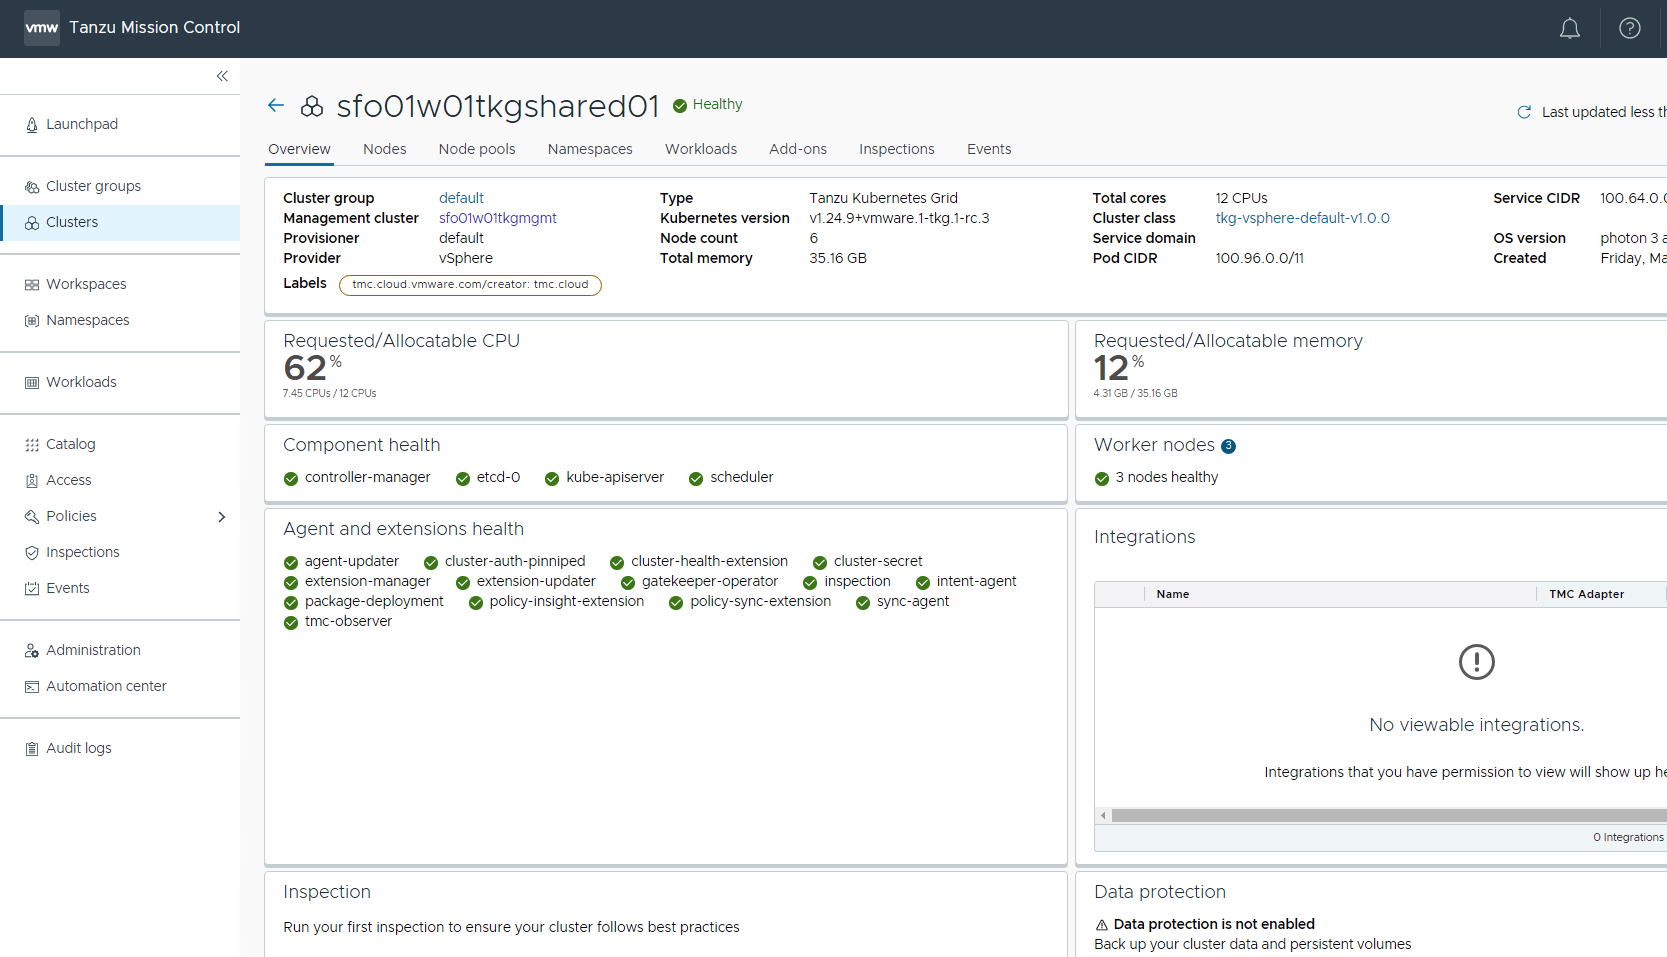 vmw Tanzu Mission Control
Launchpad
Cluster groups
Clusters
Workspaces
Namespaces
Workloads
Catalog
Access
Policies
Inspections
Events
Administration
Automation center
Audit logs
sfo01w01tkgshared01 Healthy
Last updated less
Overview Nodes Node pools Namespaces Workloads Add-ons Inspections Events
Cluster group default
Management cluster sfo01w01tkgmgmt
Provisioner default
Provider vSphere
Labels tmc.cloud.vmware.com/creator: tmc.cloud
Type Tanzu Kubernetes Grid
Kubernetes version v1.24.9+vmware.1-tkg.1-rc.3
Node count 6
Total memory 35.16 GB
Total cores 12 CPUs
Cluster class tkg-vsphere-default-v1.0.0
Service domain
Pod CIDR 100.96.0.0/11
Service CIDR 100.64.0.
OS version photon 3
Created Friday,
Requested/Allocatable CPU
62%
7.45 CPUs / 12 CPUs
Requested/Allocatable memory
12%
4.31 GB / 35.16 GB
Component health
controller-manager etcd-0 kube-apiserver scheduler
Worker nodes 3
3 nodes healthy
Agent and extensions health
agent-updater cluster-auth-pinniped cluster-health-extension cluster-secret
extension-manager extension-updater gatekeeper-operator inspection intent-agent
package-deployment policy-insight-extension policy-sync-extension sync-agent
tmc-observer
Integrations
Name TMC Adapter
No viewable integrations.
Integrations that you have permission to view will show up
0 Integrations
Inspection
Run your first inspection to ensure your cluster follows best practices
Data protection
Data protection is not enabled
Back up your cluster data and persistent volumes